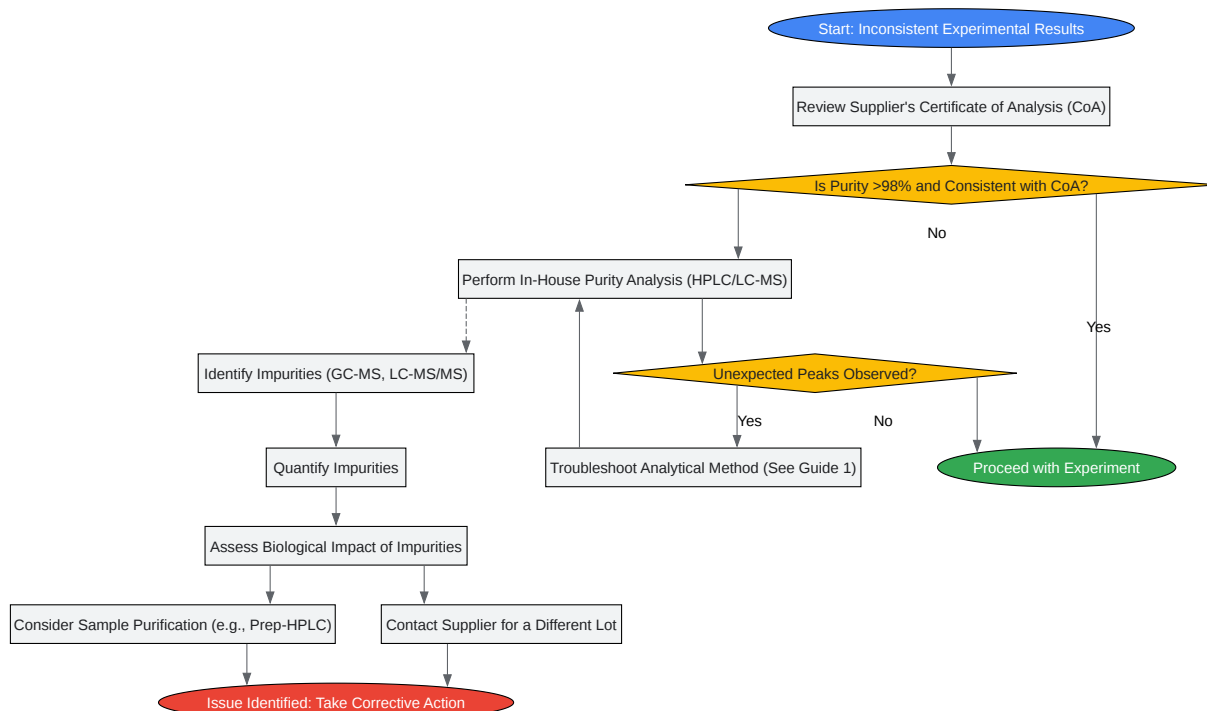 Start: Inconsistent Experimental Results
Review Supplier's Certificate of Analysis (CoA)
Is Purity >98% and Consistent with CoA?
No
Perform In-House Purity Analysis (HPLC/LC-MS)
Yes
Identify Impurities (GC-MS, LC-MS/MS)
Unexpected Peaks Observed?
Yes
No
Quantify Impurities
Troubleshoot Analytical Method (See Guide 1)
Proceed with Experiment
Assess Biological Impact of Impurities
Consider Sample Purification (e.g., Prep-HPLC)
Contact Supplier for a Different Lot
Issue Identified: Take Corrective Action